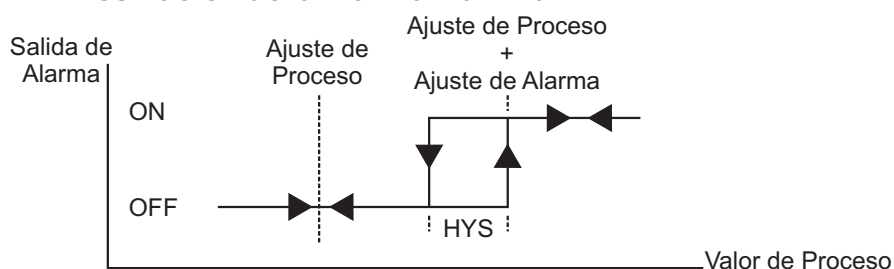 Salida de
Alarma
Ajuste de
Proceso
Ajuste de Proceso
+
Ajuste de Alarma
ON
OFF
HYS
Valor de Proceso